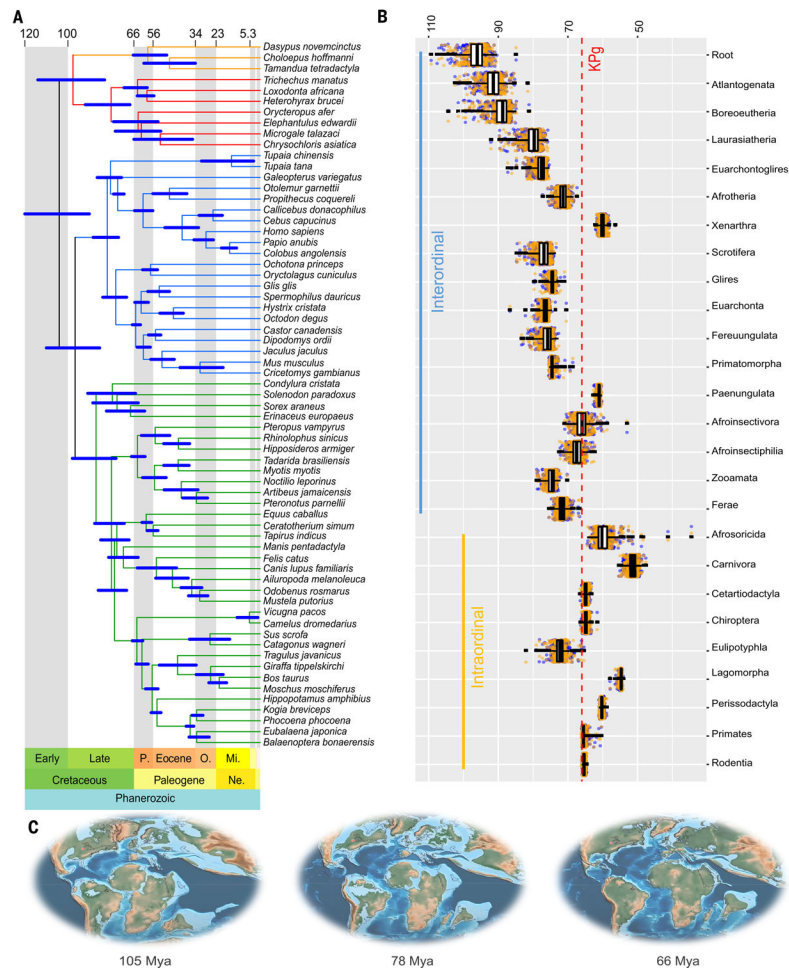 A
120 100 66 56 34 23 5.3
Dasypus novemcinctus
Choloepus hoffmanni
Tamandua tetradactyla
Trichechus manatus
Loxodonta africana
Heterohyrax brucei
Orycteropus afer
Elephantulus edwardii
Microgale talazaci
Chrysochloris asiatica
Tupaia chinensis
Tupaia tana
Galeopterus variegatus
Otolemur garnettii
Propithecus coquereli
Callicebus donacophilus
Cebus capucinus
Homo sapiens
Papio anubis
Colobus angolensis
Ochotona princeps
Oryctolagus cuniculus
Glis glis
Spermophilus dauricus
Hystrix cristata
Octodon degus
Castor canadensis
Dipodomys ordii
Jaculus jaculus
Mus musculus
Cricetomys gambianus
Condylura cristata
Solenodon paradoxus
Sorex araneus
Erinaceus europaeus
Pteropus vampyrus
Rhinolophus sinicus
Hipposideros armiger
Tadarida brasiliensis
Myotis myotis
Noctilio leporinus
Artibeus jamaicensis
Pteronotus parnellii
Equus caballus
Ceratotherium simum
Tapirus indicus
Manis pentadactyla
Felis catus
Canis lupus familiaris
Ailuropoda melanoleuca
Odobenus rosmarus
Mustela putorius
Vicugna pacos
Camelus dromedarius
Sus scrofa
Catagonus wagneri
Tragulus javanicus
Giraffa tippelskirchi
Bos taurus
Moschus moschiferus
Hippopotamus amphibius
Kogia breviceps
Phocoena phocoena
Eubalaena japonica
Balaenoptera bonaerensis
Early Late P. Eocene O. Mi.
Cretaceous Paleogene Ne.
Phanerozoic
B
110 90 70 50
KPg
Root
Atlantogenata
Boreoeutheria
Laurasiatheria
Euarchontoglires
Afrotheria
Xenarthra
Scrotifera
Glires
Euarchonta
Fereuungulata
Primatomorpha
Paenungulata
Afroinsectivora
Afroinsectiphilia
Zooamata
Ferae
Afrosoricida
Carnivora
Cetartiodactyla
Chiroptera
Eulipotyphla
Lagomorpha
Perissodactyla
Primates
Rodentia
Interordinal
Intraordinal
110 90 70 50
C
105 Mya 78 Mya 66 Mya